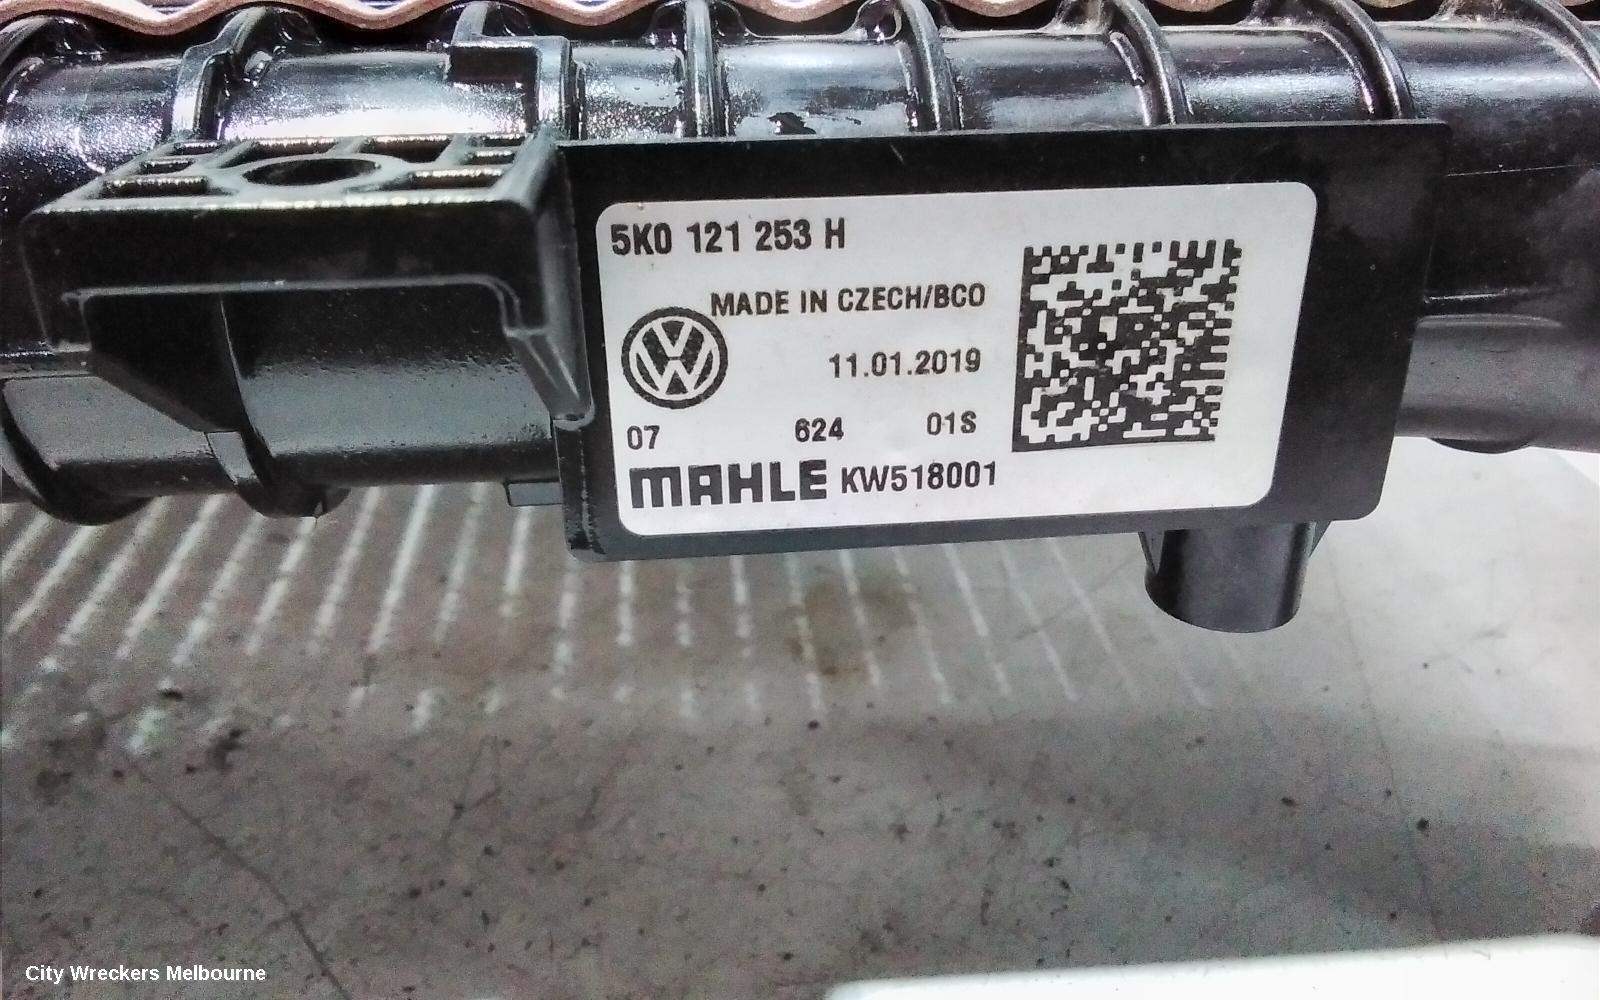 5K0 121 253 H
MADE IN CZECH/BCO
11.01.2019
07 624 01S
MAHLE KW518001
City Wreckers Melbourne